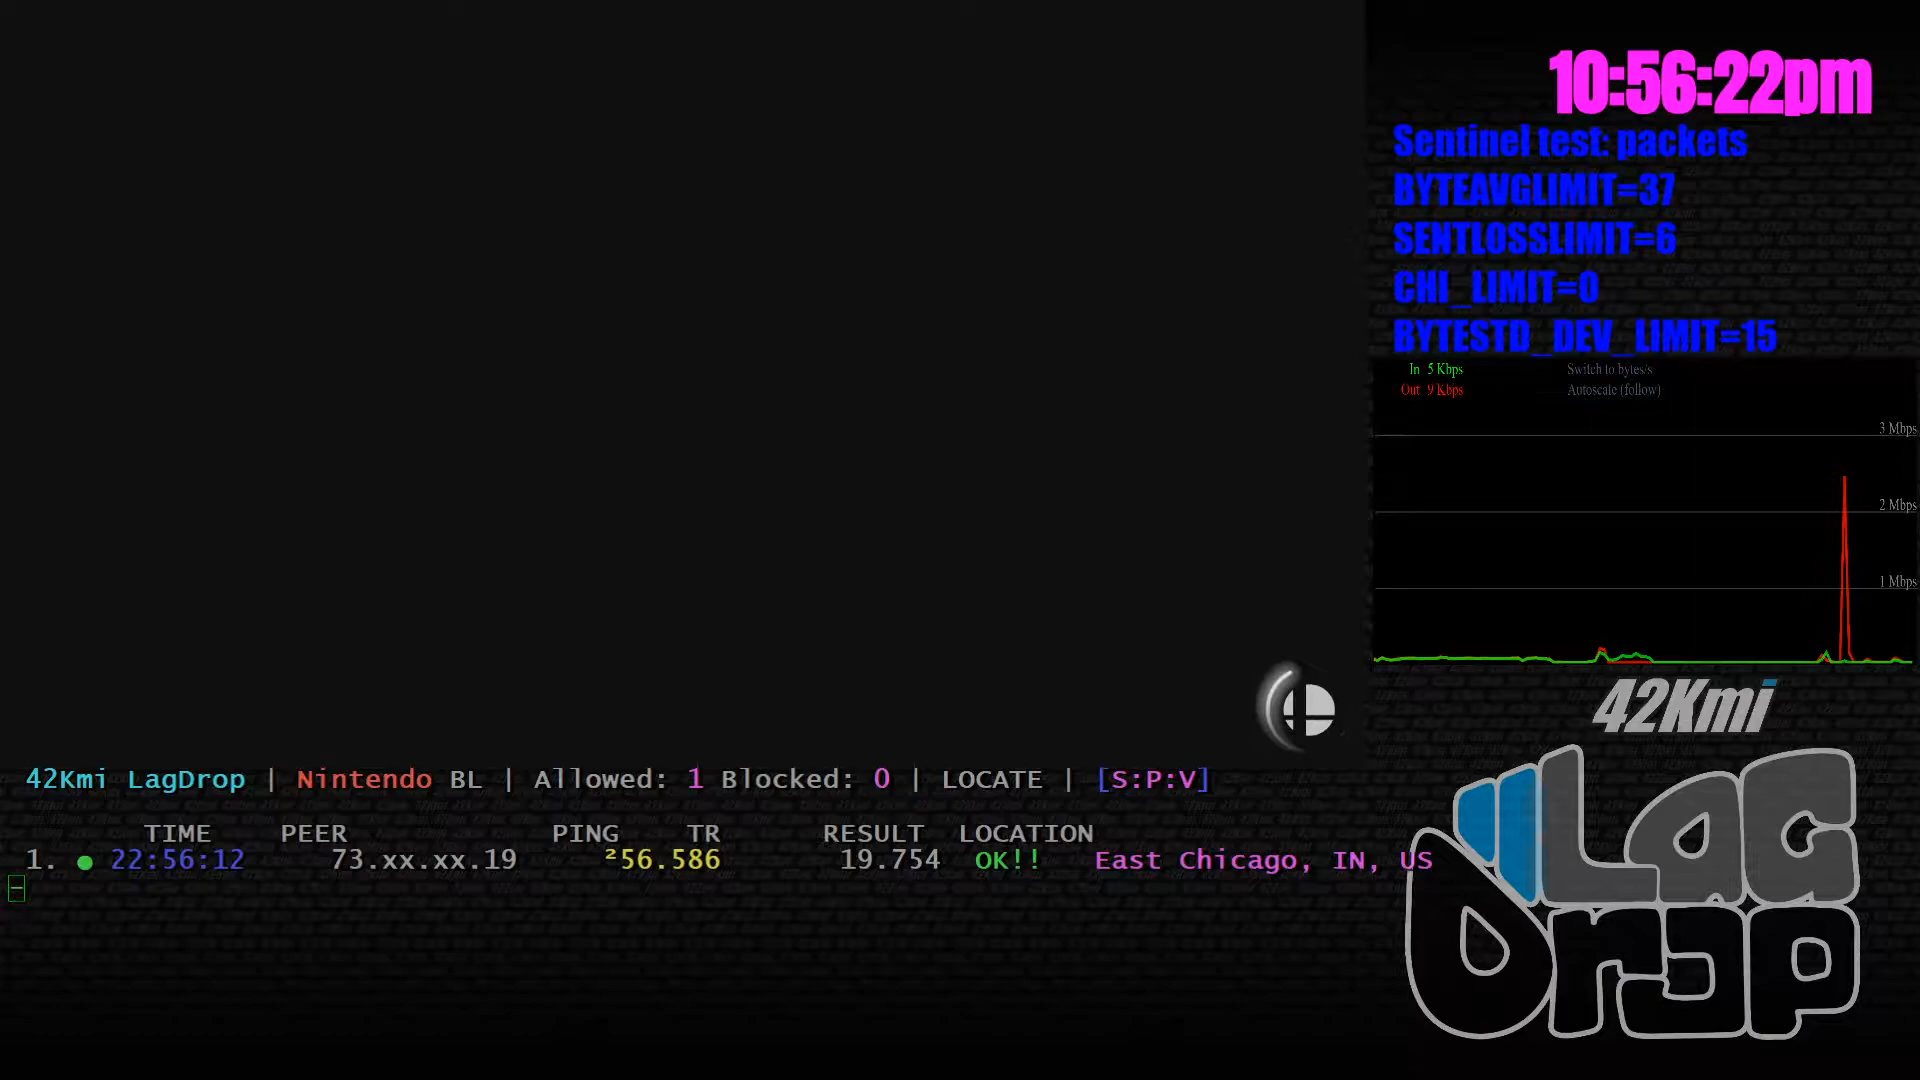 10:56:22pm
Sentinel test: packets
BYTEAVGLIMIT=37
SENTLOSSLIMIT=6
CHI_LIMIT=0
BYTESTD_DEV_LIMIT=15
In 5 Kbps Switch to bytes/s
Out 9 Kbps Autoscale (follow)
3 Mbps
2 Mbps
1 Mbps
42Kmi
LAG
Drop
42Kmi LagDrop | Nintendo BL | Allowed: 1 Blocked: 0 | LOCATE | [S:P:V]
TIME PEER PING TR RESULT LOCATION
1. ● 22:56:12 73.xx.xx.19 ²56.586 19.754 OK!! East Chicago, IN, US